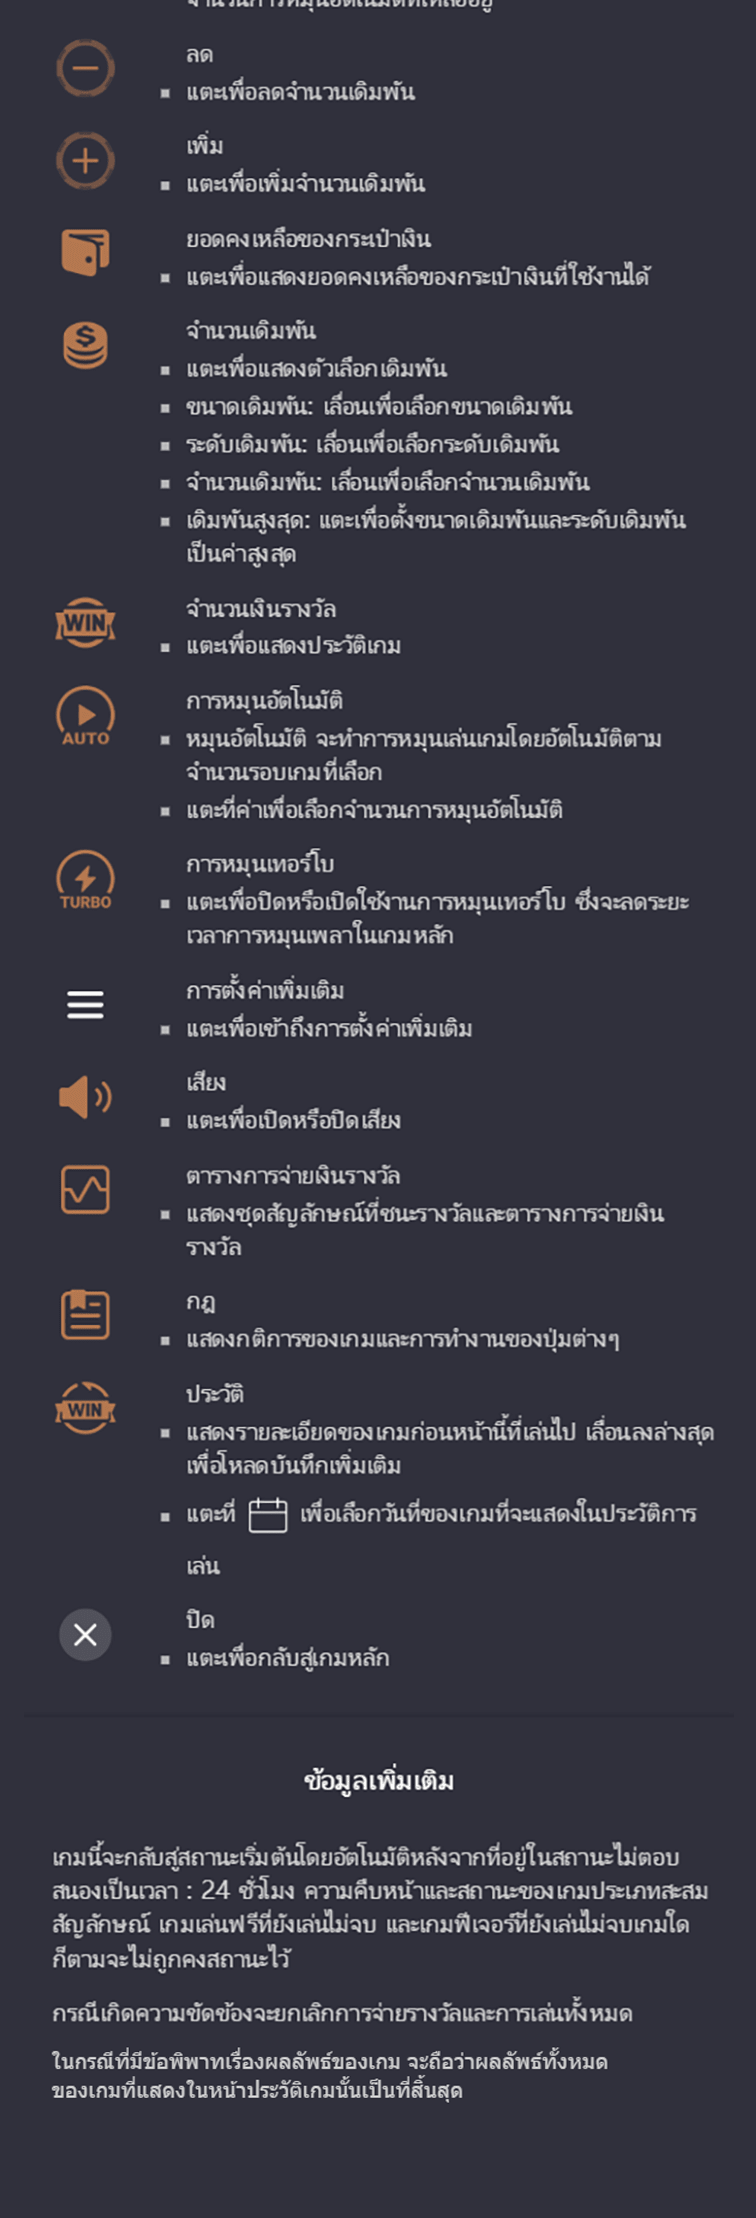 จำนวนการหมุนอัตโนมัติที่เหลืออยู่
ลด
แตะเพื่อลดจำนวนเดิมพัน
เพิ่ม
แตะเพื่อเพิ่มจำนวนเดิมพัน
ยอดคงเหลือของกระเป๋าเงิน
แตะเพื่อแสดงยอดคงเหลือของกระเป๋าเงินที่ใช้งานได้
จำนวนเดิมพัน
แตะเพื่อแสดงตัวเลือกเดิมพัน
ขนาดเดิมพัน: เลื่อนเพื่อเลือกขนาดเดิมพัน
ระดับเดิมพัน: เลื่อนเพื่อเลือกระดับเดิมพัน
จำนวนเดิมพัน: เลื่อนเพื่อเลือกจำนวนเดิมพัน
เดิมพันสูงสุด: แตะเพื่อตั้งขนาดเดิมพันและระดับเดิมพัน
เป็นค่าสูงสุด
WIN
จำนวนเงินรางวัล
แตะเพื่อแสดงประวัติเกม
AUTO
การหมุนอัตโนมัติ
หมุนอัตโนมัติ จะทำการหมุนเล่นเกมโดยอัตโนมัติตาม
จำนวนรอบเกมที่เลือก
แตะที่ค่าเพื่อเลือกจำนวนการหมุนอัตโนมัติ
TURBO
การหมุนเทอร์โบ
แตะเพื่อปิดหรือเปิดใช้งานการหมุนเทอร์โบ ซึ่งจะลดระยะ
เวลาการหมุนเพลาในเกมหลัก
การตั้งค่าเพิ่มเติม
แตะเพื่อเข้าถึงการตั้งค่าเพิ่มเติม
เสียง
แตะเพื่อเปิดหรือปิดเสียง
ตารางการจ่ายเงินรางวัล
แสดงชุดสัญลักษณ์ที่ชนะรางวัลและตารางการจ่ายเงิน
รางวัล
กฎ
แสดงกติการของเกมและการทำงานของปุ่มต่างๆ
WIN
ประวัติ
แสดงรายละเอียดของเกมก่อนหน้านี้ที่เล่นไป เลื่อนลงล่างสุด
เพื่อโหลดบันทึกเพิ่มเติม
แตะที่ เพื่อเลือกวันที่ของเกมที่จะแสดงในประวัติการ
เล่น
ปิด
แตะเพื่อกลับสู่เกมหลัก
ข้อมูลเพิ่มเติม
เกมนี้จะกลับสู่สถานะเริ่มต้นโดยอัตโนมัติหลังจากที่อยู่ในสถานะไม่ตอบ
สนองเป็นเวลา : 24 ชั่วโมง ความคืบหน้าและสถานะของเกมประเภทสะสม
สัญลักษณ์ เกมเล่นฟรีที่ยังเล่นไม่จบ และเกมฟีเจอร์ที่ยังเล่นไม่จบเกมใด
ก็ตามจะไม่ถูกคงสถานะไว้
กรณีเกิดความขัดข้องจะยกเลิกการจ่ายรางวัลและการเล่นทั้งหมด
ในกรณีที่มีข้อพิพาทเรื่องผลลัพธ์ของเกม จะถือว่าผลลัพธ์ทั้งหมด
ของเกมที่แสดงในหน้าประวัติเกมนั้นเป็นที่สิ้นสุด